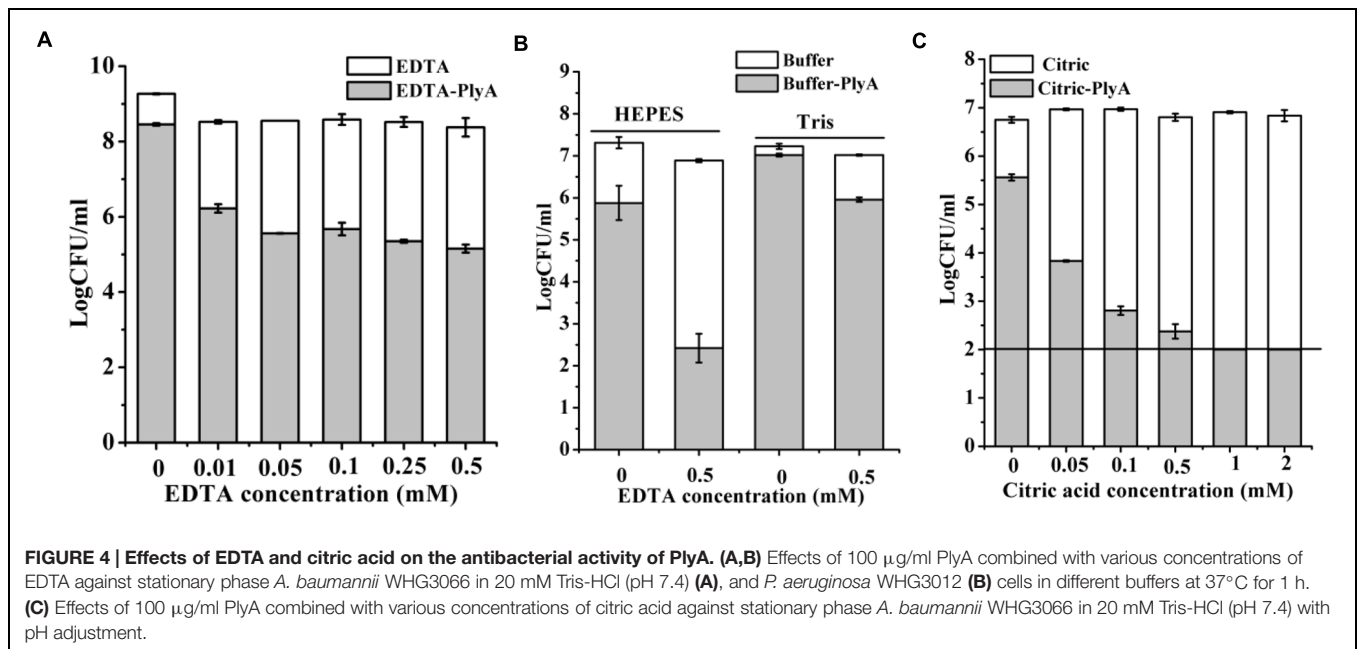 A
10
8
6
4
2
0
LogCFU/ml
EDTA
EDTA-PlyA
0 0.01 0.05 0.1 0.25 0.5
EDTA concentration (mM)
B
9
8
7
6
5
4
3
2
1
0
LogCFU/ml
Buffer
Buffer-PlyA
HEPES
Tris
0 0.5 0 0.5
EDTA concentration (mM)
C
8
7
6
5
4
3
2
1
0
LogCFU/ml
Citric
Citric-PlyA
0 0.05 0.1 0.5 1 2
Citric acid concentration (mM)
FIGURE 4 | Effects of EDTA and citric acid on the antibacterial activity of PlyA. (A,B) Effects of 100 μg/ml PlyA combined with various concentrations of
EDTA against stationary phase A. baumannii WHG3066 in 20 mM Tris-HCl (pH 7.4) (A), and P. aeruginosa WHG3012 (B) cells in different buffers at 37°C for 1 h.
(C) Effects of 100 μg/ml PlyA combined with various concentrations of citric acid against stationary phase A. baumannii WHG3066 in 20 mM Tris-HCl (pH 7.4) with
pH adjustment.